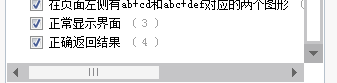 在页面左侧有ab+cd和abc+def对应的两个图形（
正常显示界面（3）
正确返回结果（4）